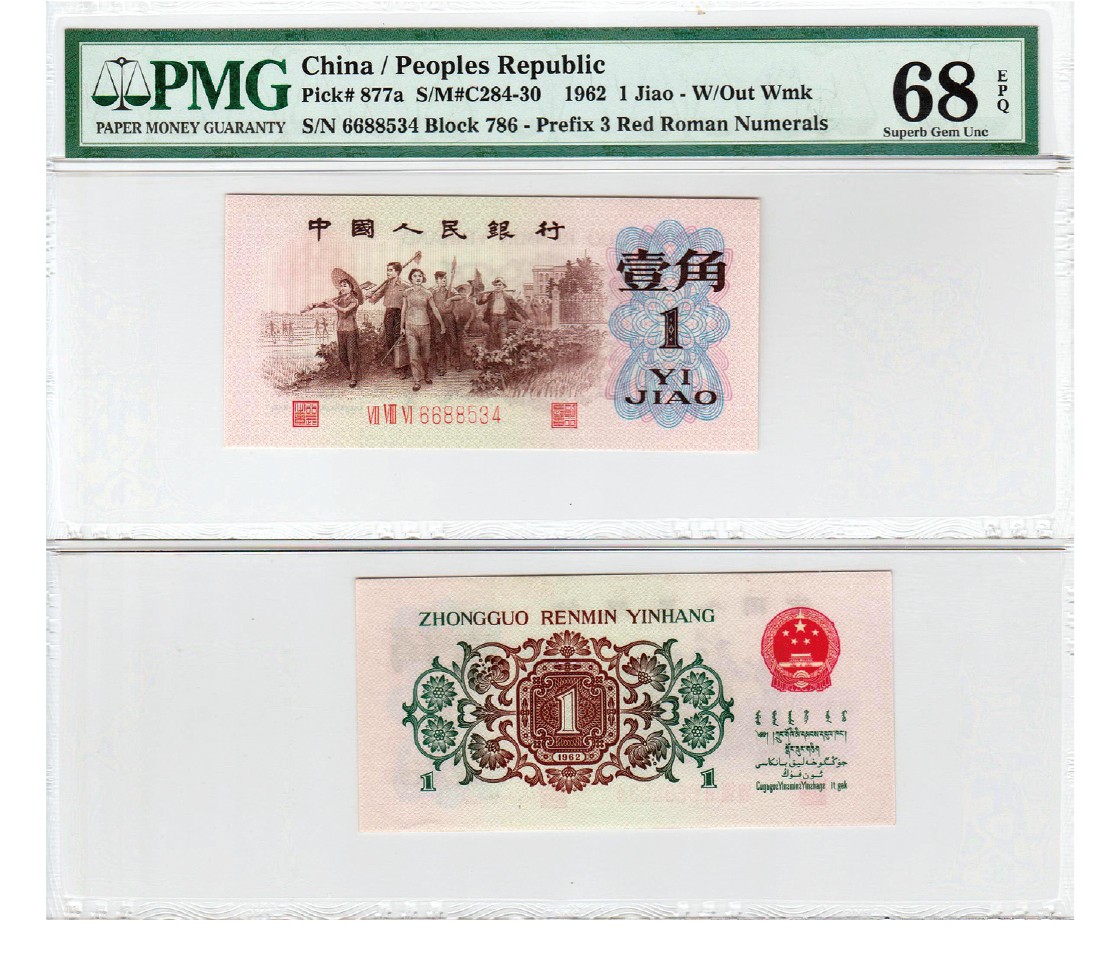 PMG
PAPER MONEY GUARANTY
China / Peoples Republic
Pick# 877a S/M#C284-30 1962 1 Jiao - W/Out Wmk
S/N 6688534 Block 786 - Prefix 3 Red Roman Numerals
68
EPQ
Superb Gem Unc
中國人民銀行
壹角
1
YI
JIAO
VII VIII VI 6688534
ZHONGGUO RENMIN YINHANG
1
1962
1 1